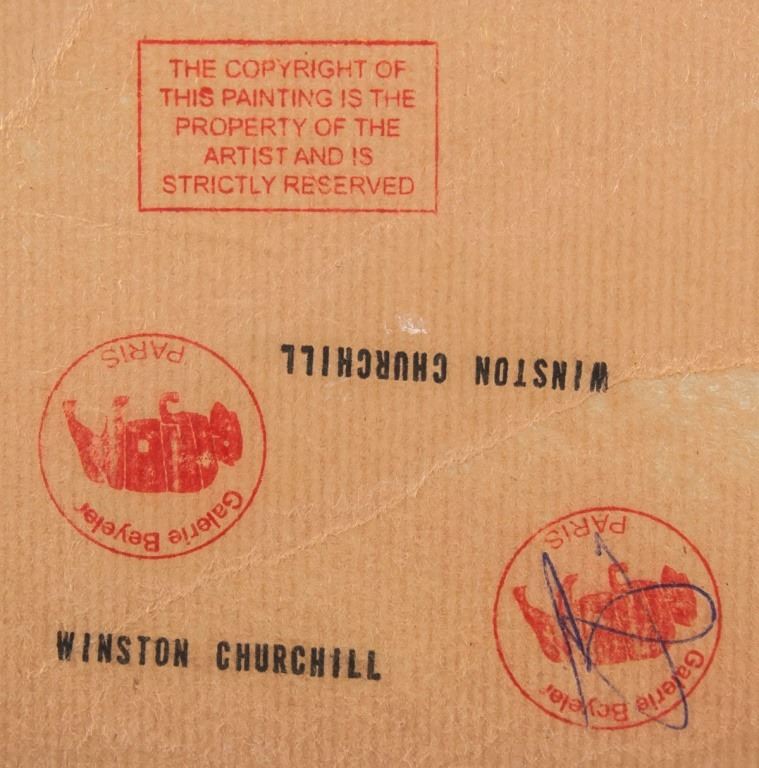 THE COPYRIGHT OF
THIS PAINTING IS THE
PROPERTY OF THE
ARTIST AND IS
STRICTLY RESERVED
WINSTON CHURCHILL
PARIS
Galerie Beyeler
PARIS
Galerie Beyeler
WINSTON CHURCHILL